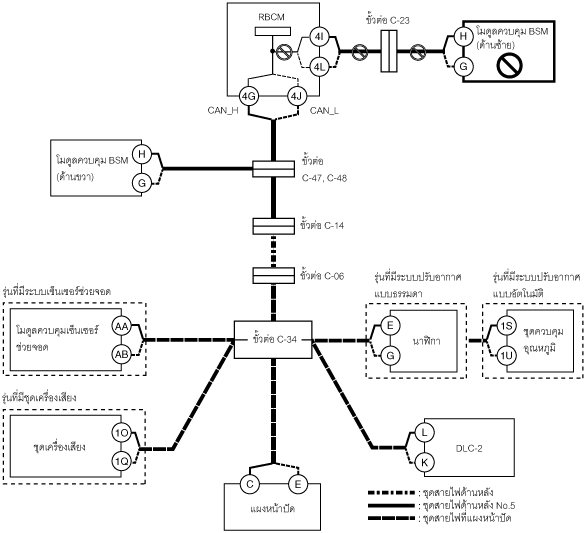 RBCM
4I
4L
ขั้วต่อ C-23
H
G
โมดูลควบคุม BSM
(ด้านซ้าย)
4G
4J
CAN_H
CAN_L
โมดูลควบคุม BSM
(ด้านขวา)
H
G
ขั้วต่อ
C-47, C-48
ขั้วต่อ C-14
ขั้วต่อ C-06
รุ่นที่มีระบบเซ็นเซอร์ช่วยจอด
โมดูลควบคุมเซ็นเซอร์
ช่วยจอด
AA
AB
ขั้วต่อ C-34
รุ่นที่มีระบบปรับอากาศ
แบบธรรมดา
E
G
นาฬิกา
รุ่นที่มีระบบปรับอากาศ
แบบอัตโนมัติ
1S
1U
ชุดควบคุม
อุณหภูมิ
รุ่นที่มีชุดเครื่องเสียง
ชุดเครื่องเสียง
1O
1Q
L
K
DLC-2
C
E
แผงหน้าปัด
: ชุดสายไฟด้านหลัง
: ชุดสายไฟด้านหลัง No.5
: ชุดสายไฟที่แผงหน้าปัด